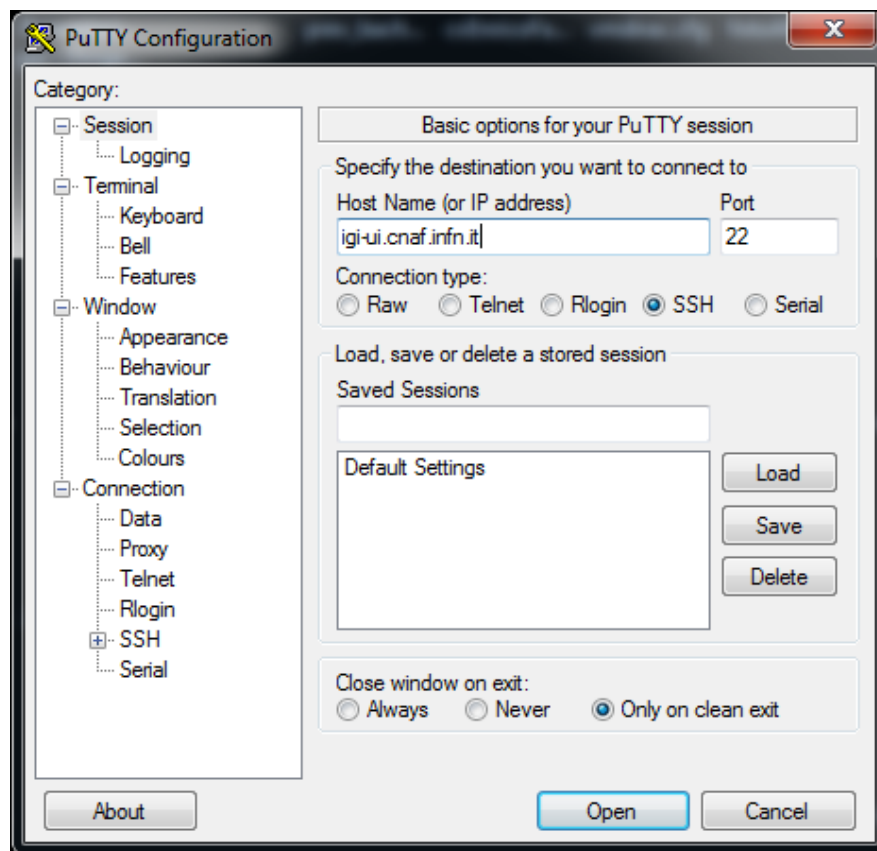 PuTTY Configuration
Category:
Session
Logging
Terminal
Keyboard
Bell
Features
Window
Appearance
Behaviour
Translation
Selection
Colours
Connection
Data
Proxy
Telnet
Rlogin
SSH
Serial
Basic options for your PuTTY session
Specify the destination you want to connect to
Host Name (or IP address) Port
igi-ui.cnaf.infn.it 22
Connection type:
Raw Telnet Rlogin SSH Serial
Load, save or delete a stored session
Saved Sessions
Default Settings
Load
Save
Delete
Close window on exit:
Always Never Only on clean exit
About Open Cancel